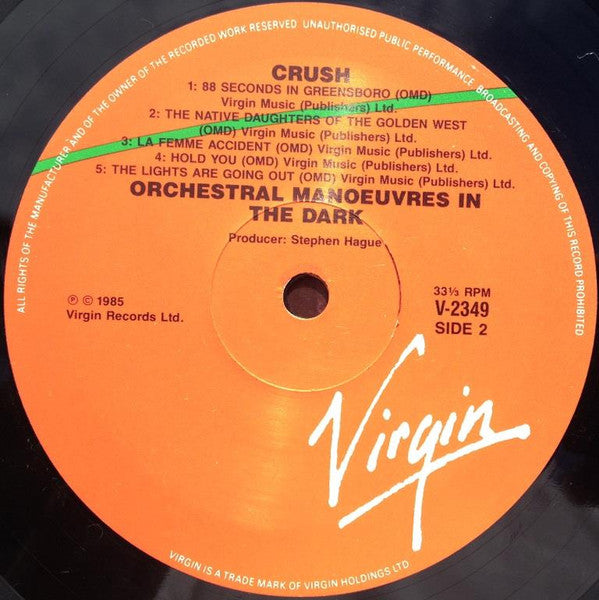 ALL RIGHTS OF THE MANUFACTURER AND OF THE OWNER OF THE RECORDED WORK RESERVED. UNAUTHORISED PUBLIC PERFORMANCE, BROADCASTING AND COPYING OF THIS RECORD PROHIBITED
CRUSH
1: 88 SECONDS IN GREENSBORO (OMD)
Virgin Music (Publishers) Ltd.
2: THE NATIVE DAUGHTERS OF THE GOLDEN WEST
(OMD) Virgin Music (Publishers) Ltd.
3: LA FEMME ACCIDENT (OMD) Virgin Music (Publishers) Ltd.
4: HOLD YOU (OMD) Virgin Music (Publishers) Ltd.
5: THE LIGHTS ARE GOING OUT (OMD) Virgin Music (Publishers) Ltd.
ORCHESTRAL MANOEUVRES IN
THE DARK
Producer: Stephen Hague
℗ © 1985
Virgin Records Ltd.
33⅓ RPM
V-2349
SIDE 2
Virgin
VIRGIN IS A TRADE MARK OF VIRGIN HOLDINGS LTD